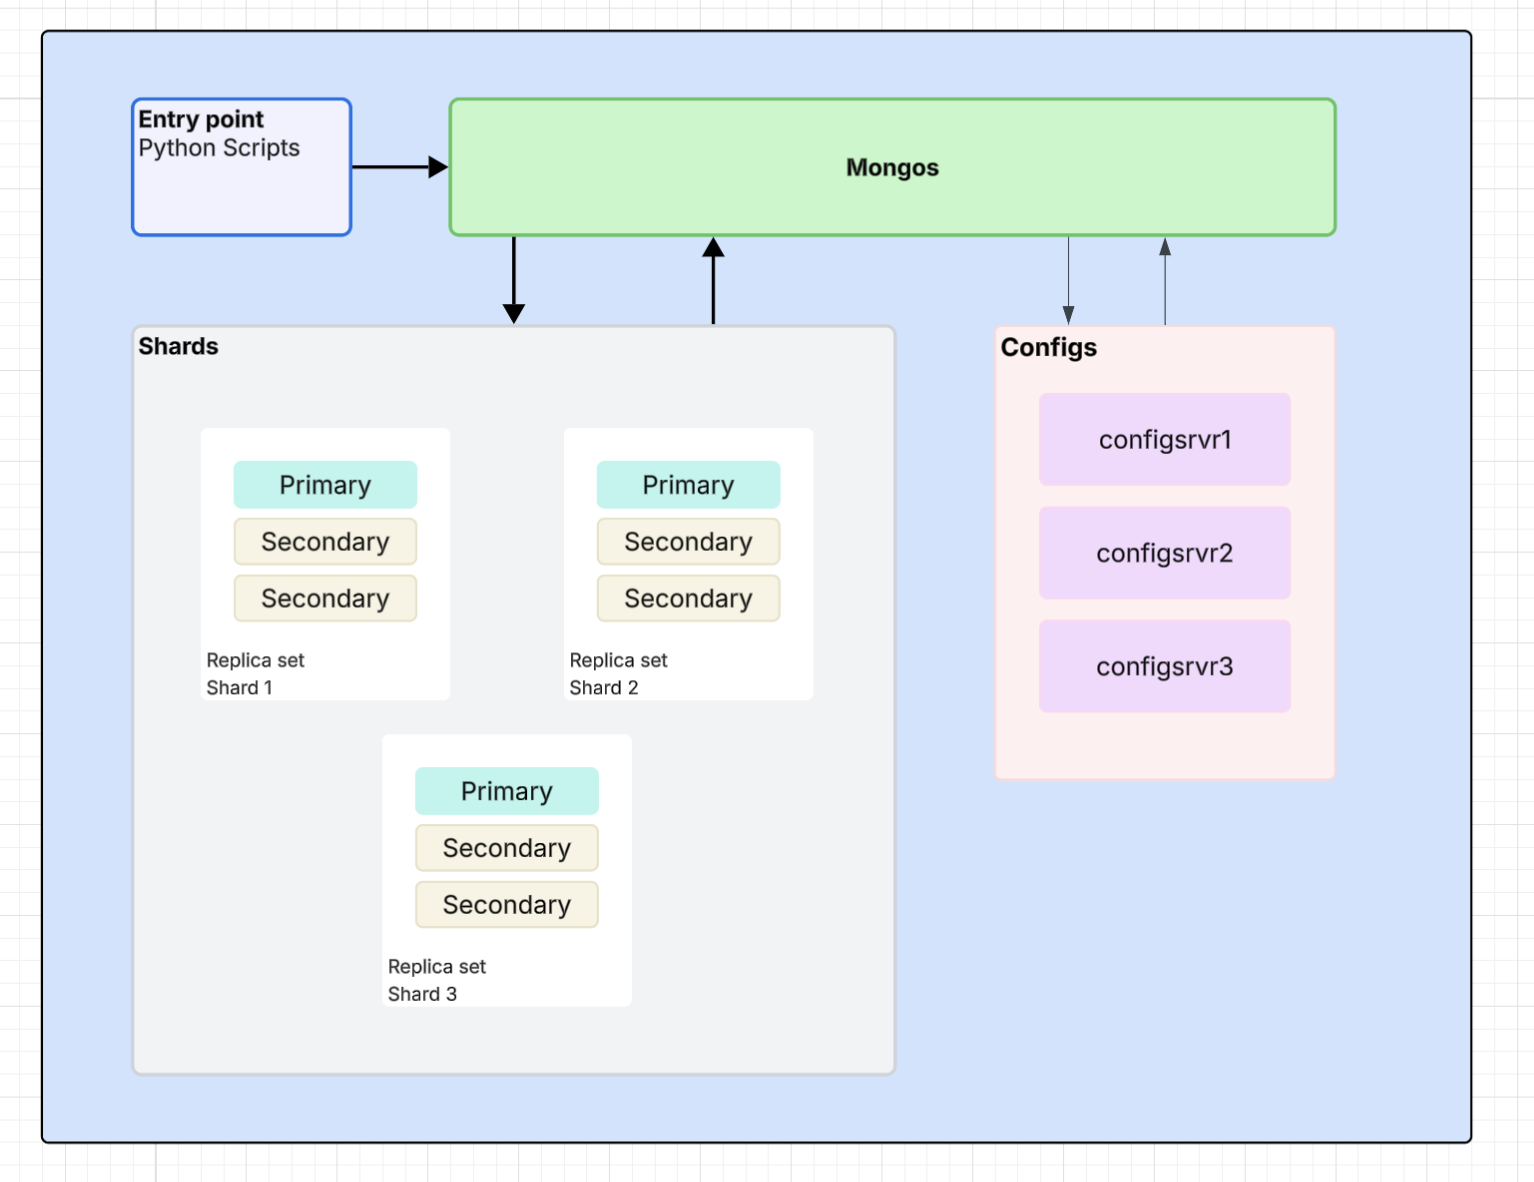 Entry point
Python Scripts
Mongos
Shards
Primary
Secondary
Secondary
Replica set
Shard 1
Primary
Secondary
Secondary
Replica set
Shard 2
Primary
Secondary
Secondary
Replica set
Shard 3
Configs
configsrvr1
configsrvr2
configsrvr3